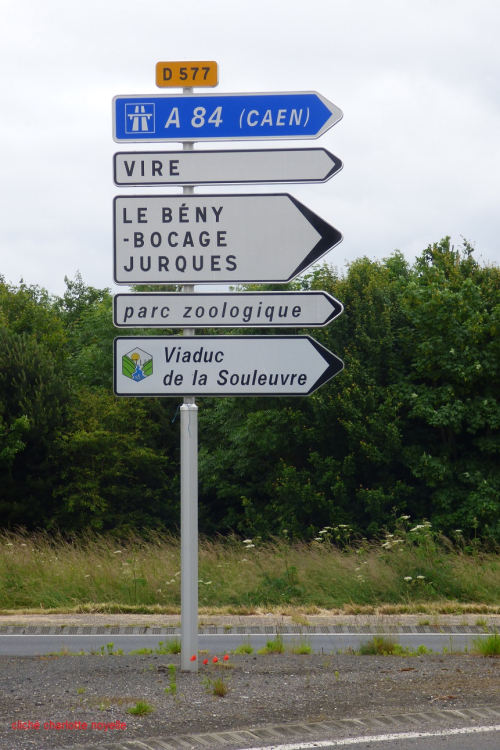 D 577
A 84 (CAEN)
VIRE
LE BÉNY
-BOCAGE
JURQUES
parc zoologique
Viaduc
de la Souleuvre